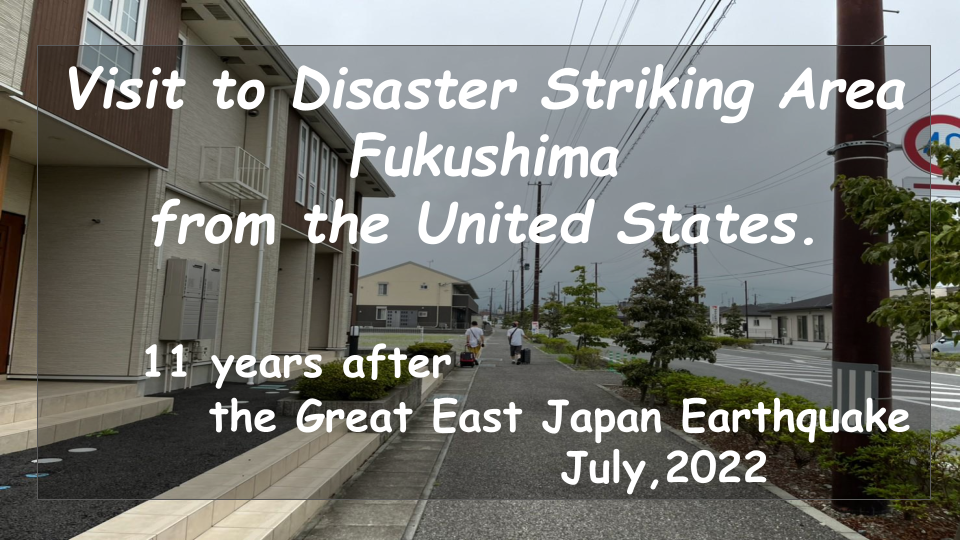 Visit to Disaster Striking Area
Fukushima
from the United States.
11 years after
the Great East Japan Earthquake
July,2022